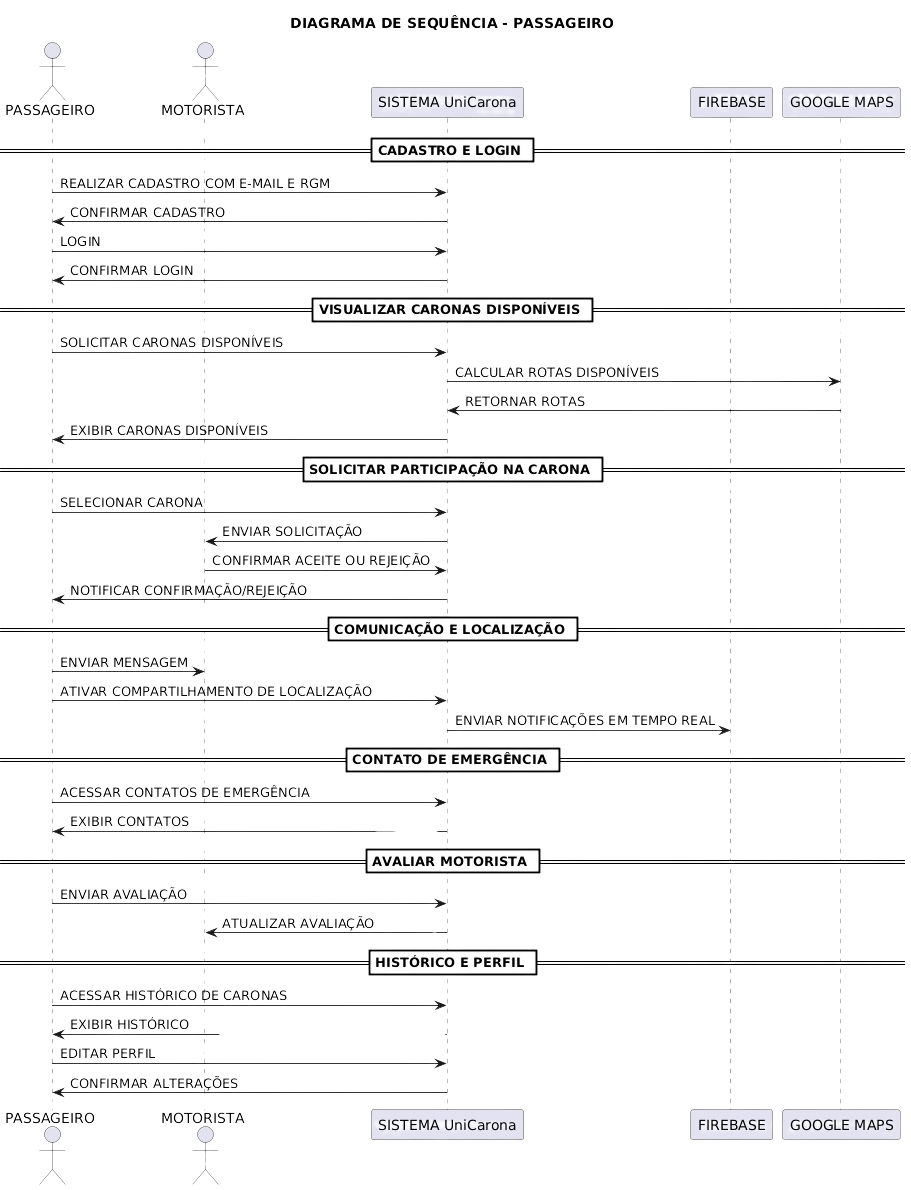 DIAGRAMA DE SEQUÊNCIA - PASSAGEIRO
PASSAGEIRO
MOTORISTA
SISTEMA UniCarona
FIREBASE
GOOGLE MAPS
CADASTRO E LOGIN
REALIZAR CADASTRO COM E-MAIL E RGM
CONFIRMAR CADASTRO
LOGIN
CONFIRMAR LOGIN
VISUALIZAR CARONAS DISPONÍVEIS
SOLICITAR CARONAS DISPONÍVEIS
CALCULAR ROTAS DISPONÍVEIS
RETORNAR ROTAS
EXIBIR CARONAS DISPONÍVEIS
SOLICITAR PARTICIPAÇÃO NA CARONA
SELECIONAR CARONA
ENVIAR SOLICITAÇÃO
CONFIRMAR ACEITE OU REJEIÇÃO
NOTIFICAR CONFIRMAÇÃO/REJEIÇÃO
COMUNICAÇÃO E LOCALIZAÇÃO
ENVIAR MENSAGEM
ATIVAR COMPARTILHAMENTO DE LOCALIZAÇÃO
ENVIAR NOTIFICAÇÕES EM TEMPO REAL
CONTATO DE EMERGÊNCIA
ACESSAR CONTATOS DE EMERGÊNCIA
EXIBIR CONTATOS
AVALIAR MOTORISTA
ENVIAR AVALIAÇÃO
ATUALIZAR AVALIAÇÃO
HISTÓRICO E PERFIL
ACESSAR HISTÓRICO DE CARONAS
EXIBIR HISTÓRICO
EDITAR PERFIL
CONFIRMAR ALTERAÇÕES
PASSAGEIRO
MOTORISTA
SISTEMA UniCarona
FIREBASE
GOOGLE MAPS